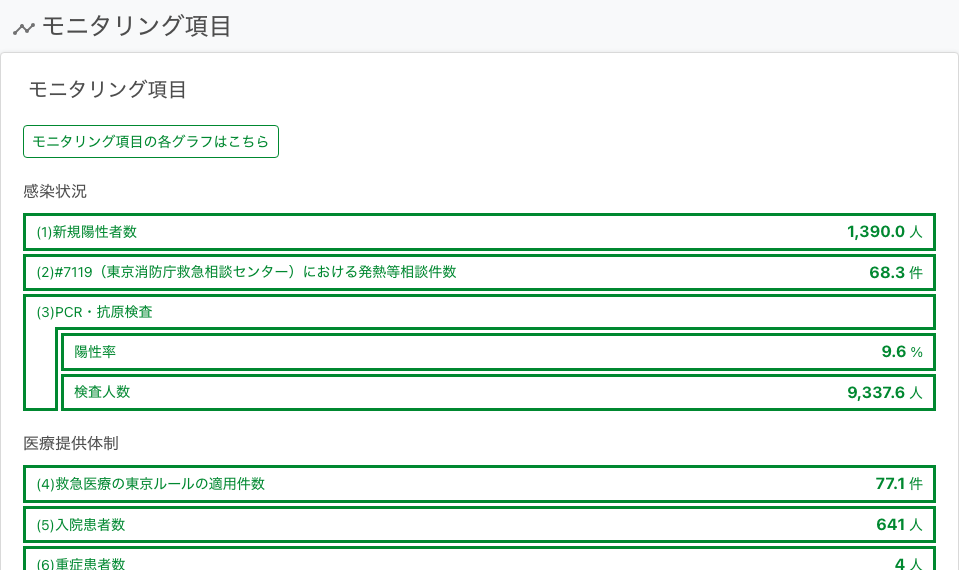 モニタリング項目
モニタリング項目
モニタリング項目の各グラフはこちら
感染状況
(1)新規陽性者数 1,390.0 人
(2)#7119（東京消防庁救急相談センター）における発熱等相談件数 68.3 件
(3)PCR・抗原検査
陽性率 9.6 %
検査人数 9,337.6 人
医療提供体制
(4)救急医療の東京ルールの適用件数 77.1 件
(5)入院患者数 641 人
(6)重症患者数 4 人